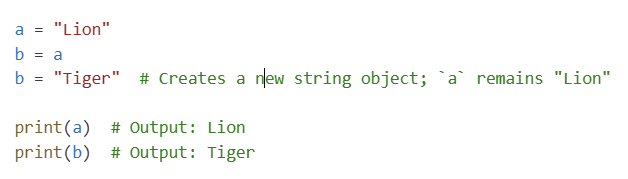 a = "Lion"
b = a
b = "Tiger"  # Creates a new string object; `a` remains "Lion"
print(a)  # Output: Lion
print(b)  # Output: Tiger